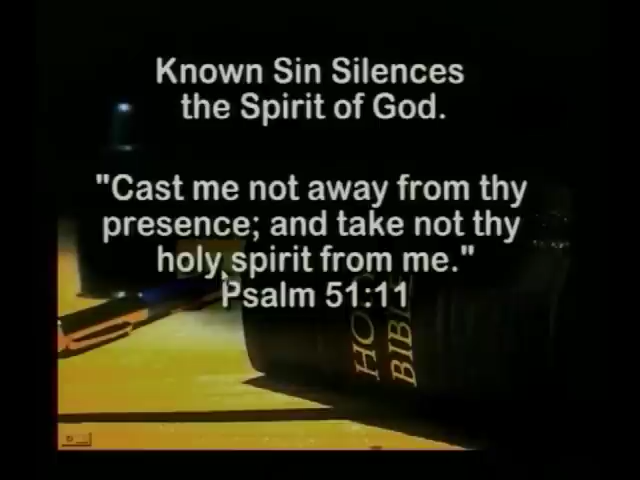 Known Sin Silences
the Spirit of God.
"Cast me not away from thy
presence; and take not thy
holy spirit from me."
Psalm 51:11
HOLY
BIBLE